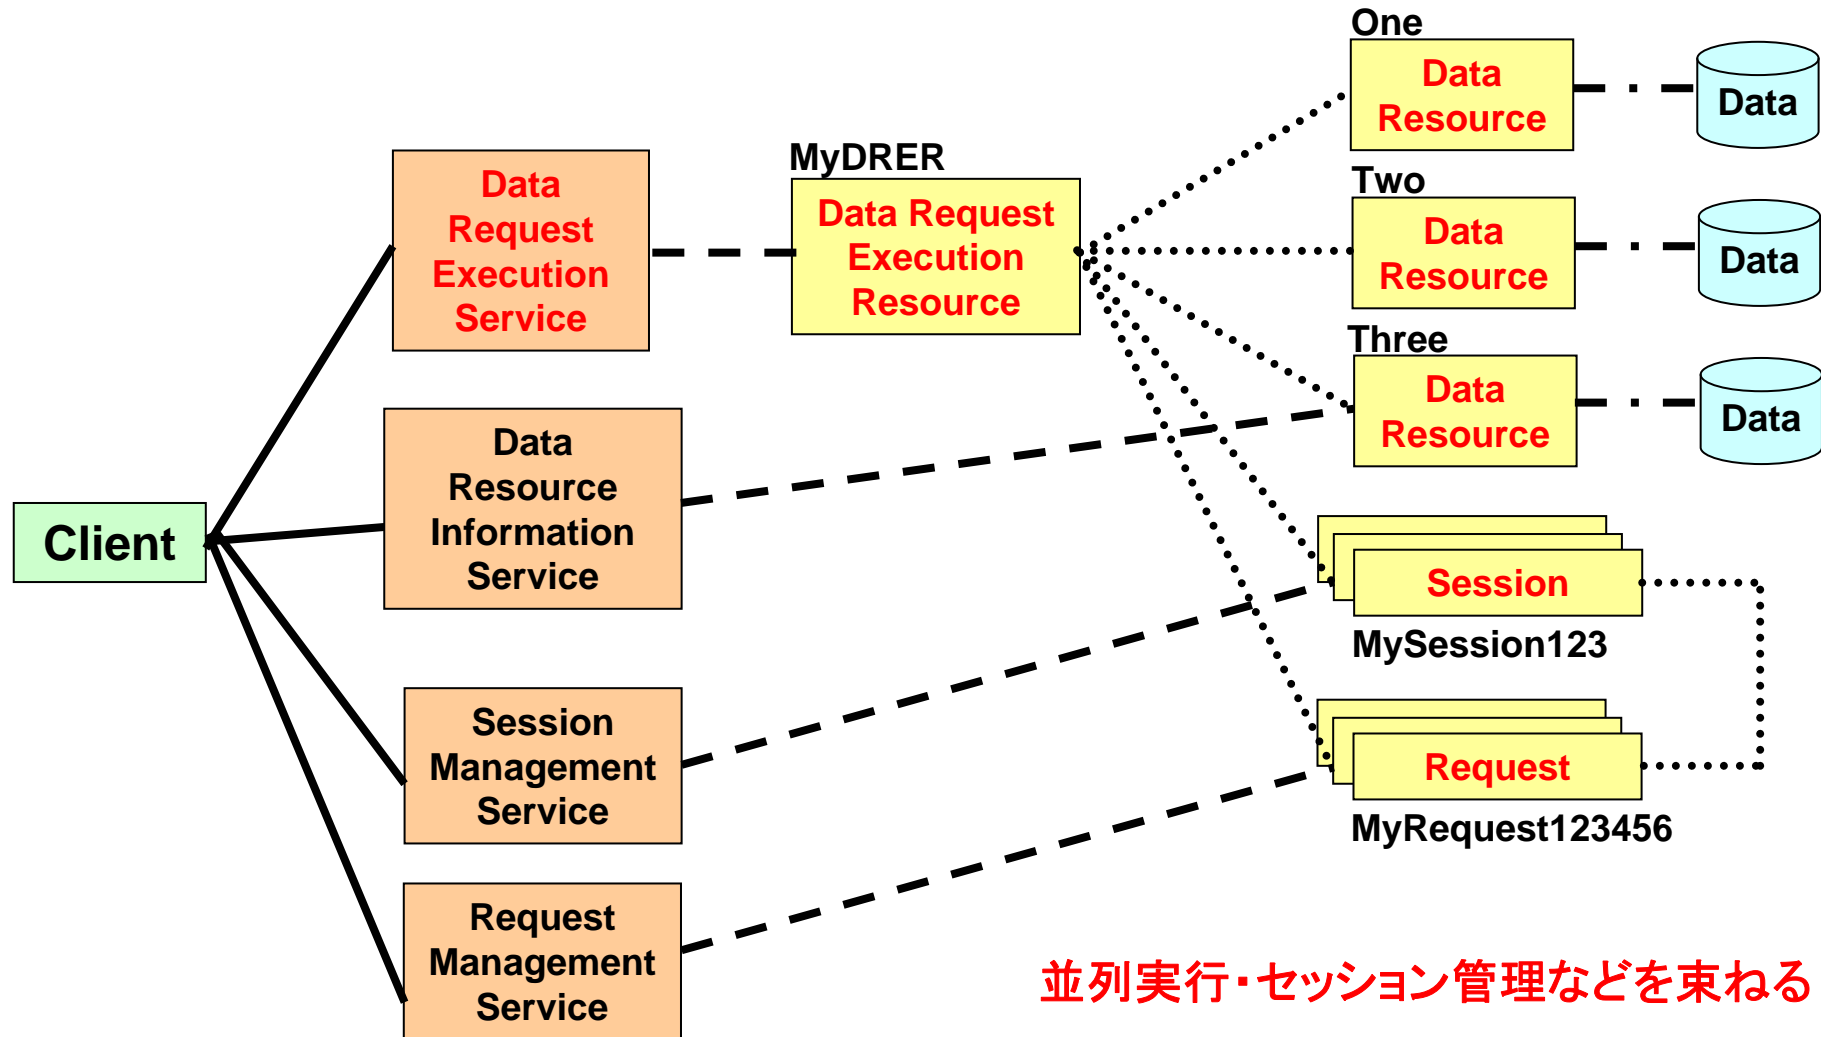 Client
Data
Request
Execution
Service
Data
Resource
Information
Service
Session
Management
Service
Request
Management
Service
MyDRER
Data Request
Execution
Resource
One
Data
Resource
Data
Two
Data
Resource
Data
Three
Data
Resource
Data
Session
MySession123
Request
MyRequest123456
並列実行・セッション管理などを束ねる